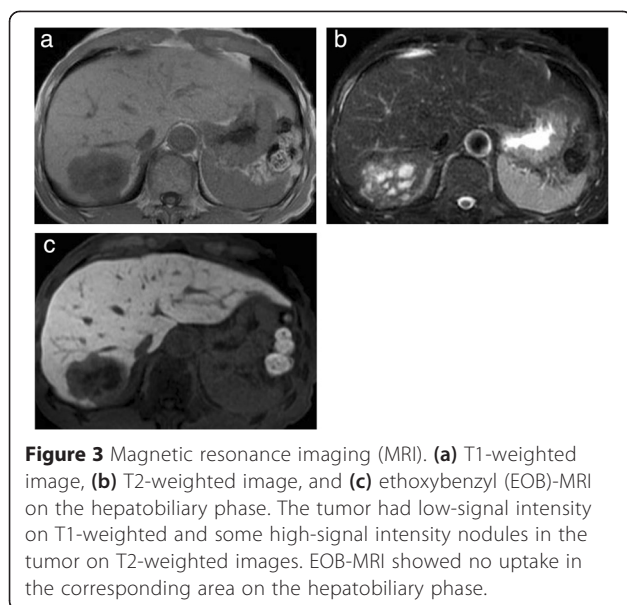 a
b
c
Figure 3 Magnetic resonance imaging (MRI). (a) T1-weighted
image, (b) T2-weighted image, and (c) ethoxybenzyl (EOB)-MRI
on the hepatobiliary phase. The tumor had low-signal intensity
on T1-weighted and some high-signal intensity nodules in the
tumor on T2-weighted images. EOB-MRI showed no uptake in
the corresponding area on the hepatobiliary phase.